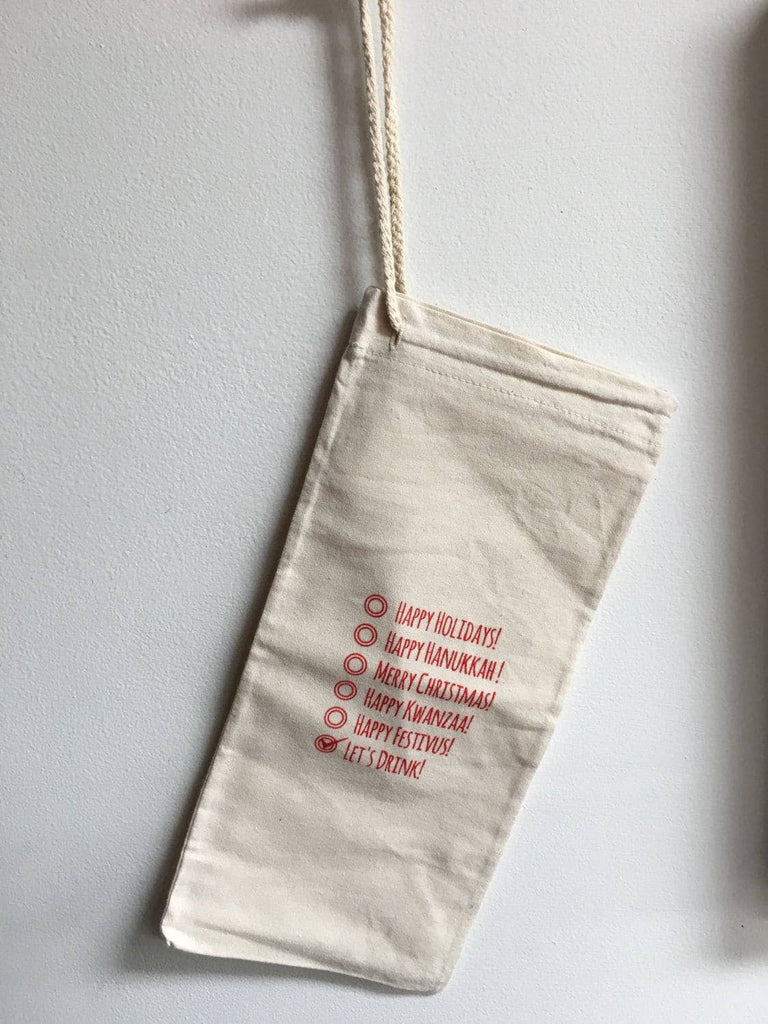 HAPPY HOLIDAYS!
HAPPY HANUKKAH!
MERRY CHRISTMAS!
HAPPY KWANZAA!
HAPPY FESTIVUS!
LET'S DRINK!